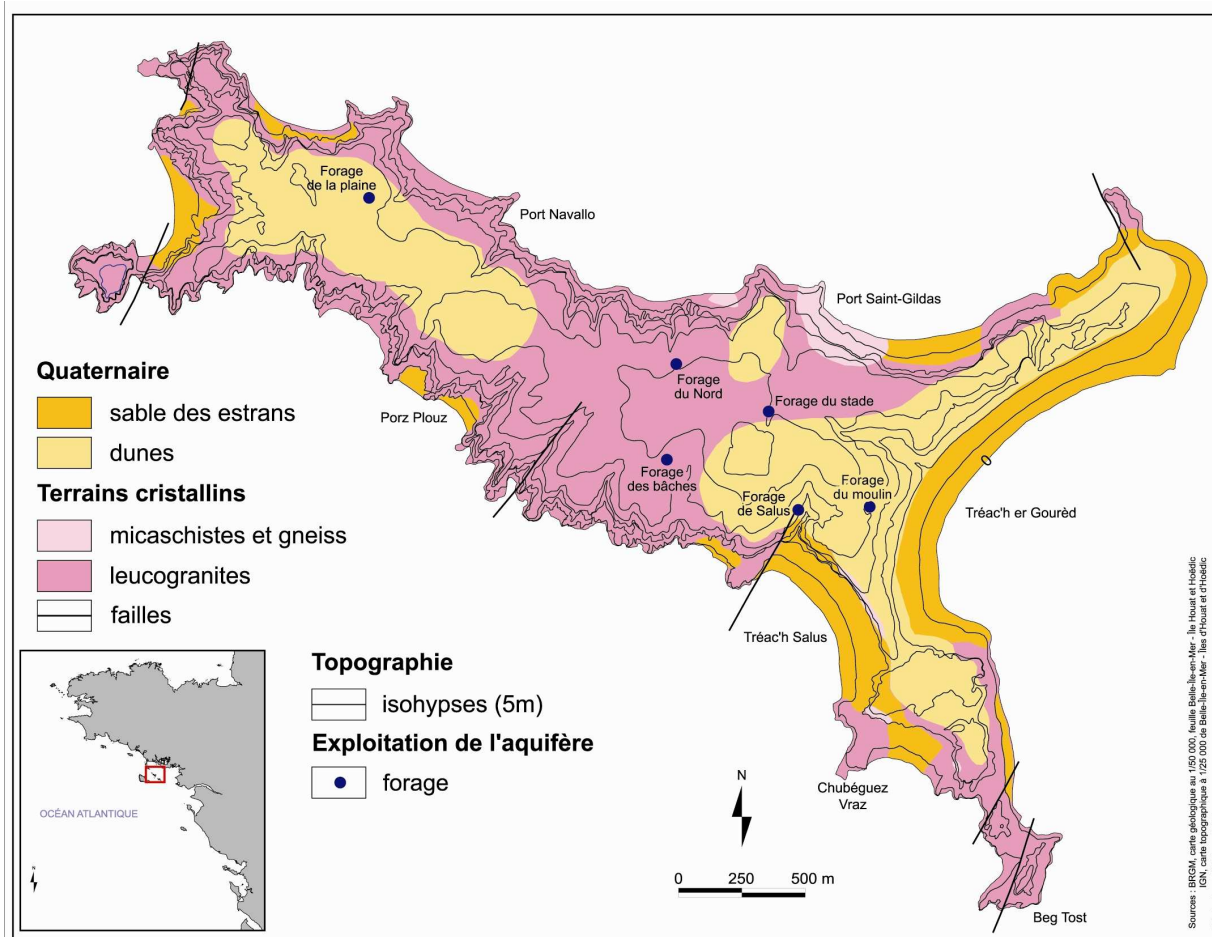 Forage
de la plaine
Port Navallo
Port Saint-Gildas
Quaternaire
sable des estrans
dunes
Terrains cristallins
micaschistes et gneiss
leucogranites
failles
Porz Plouz
Forage
du Nord
Forage du stade
Forage
des bâches
Forage
de Salus
Forage
du moulin
Tréac'h er Gourèd
Tréac'h Salus
Topographie
isohypses (5m)
Exploitation de l'aquifère
forage
OCÉAN ATLANTIQUE
N
Chubéguez
Vraz
N
0 250 500 m
Beg Tost
Sources : BRGM, carte géologique au 1/50 000, feuille Belle-Île-en-Mer - Île Houat et Hoëdic
IGN, carte topographique à 1/25 000 de Belle-Île-en-Mer - Îles d'Houat et d'Hoëdic